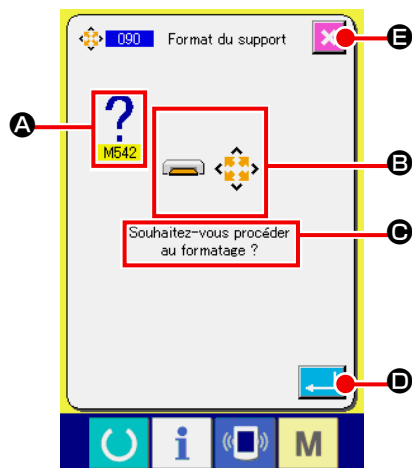 090 Format du support
E
A
?
M542
B
Souhaitez-vous procéder
au formatage ?
C
D
i
M